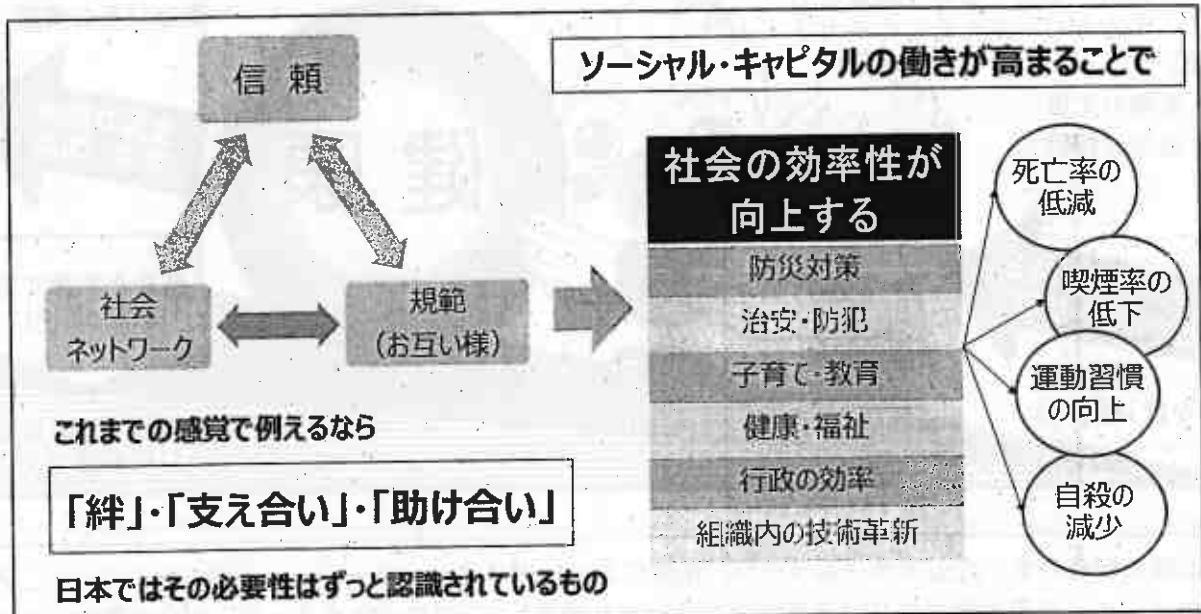 信 頼
社会
ネットワーク
規範
(お互い様)
これまでの感覚で例えるなら
「絆」・「支え合い」・「助け合い」
日本ではその必要性はずっと認識されているもの
ソーシャル・キャピタルの働きが高まることで
社会の効率性が
向上する
防災対策
治安・防犯
子育て・教育
健康・福祉
行政の効率
組織内の技術革新
死亡率の
低減
喫煙率の
低下
運動習慣
の向上
自殺の
減少